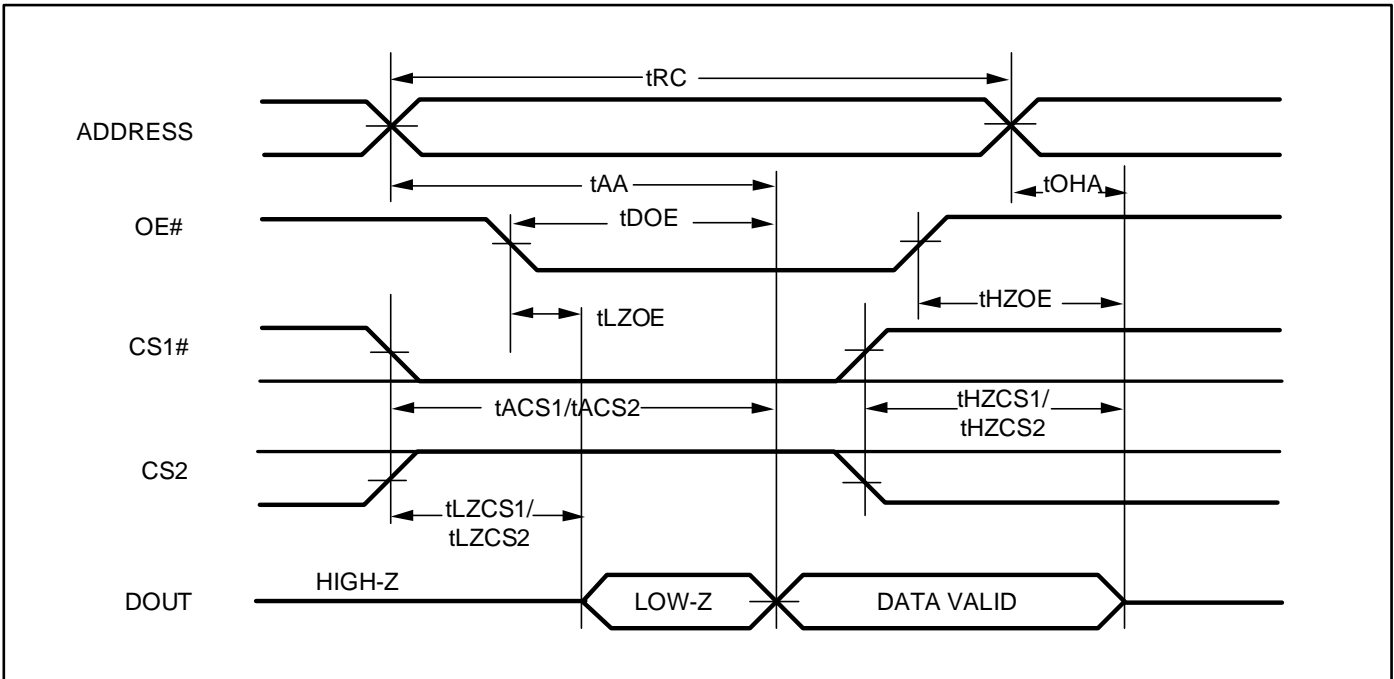 tRC
ADDRESS
tAA
tOHA
OE#
tDOE
tHZOE
tLZOE
CS1#
tACS1/tACS2
tHZCS1/
tHZCS2
CS2
tLZCS1/
tLZCS2
DOUT
HIGH-Z
LOW-Z
DATA VALID